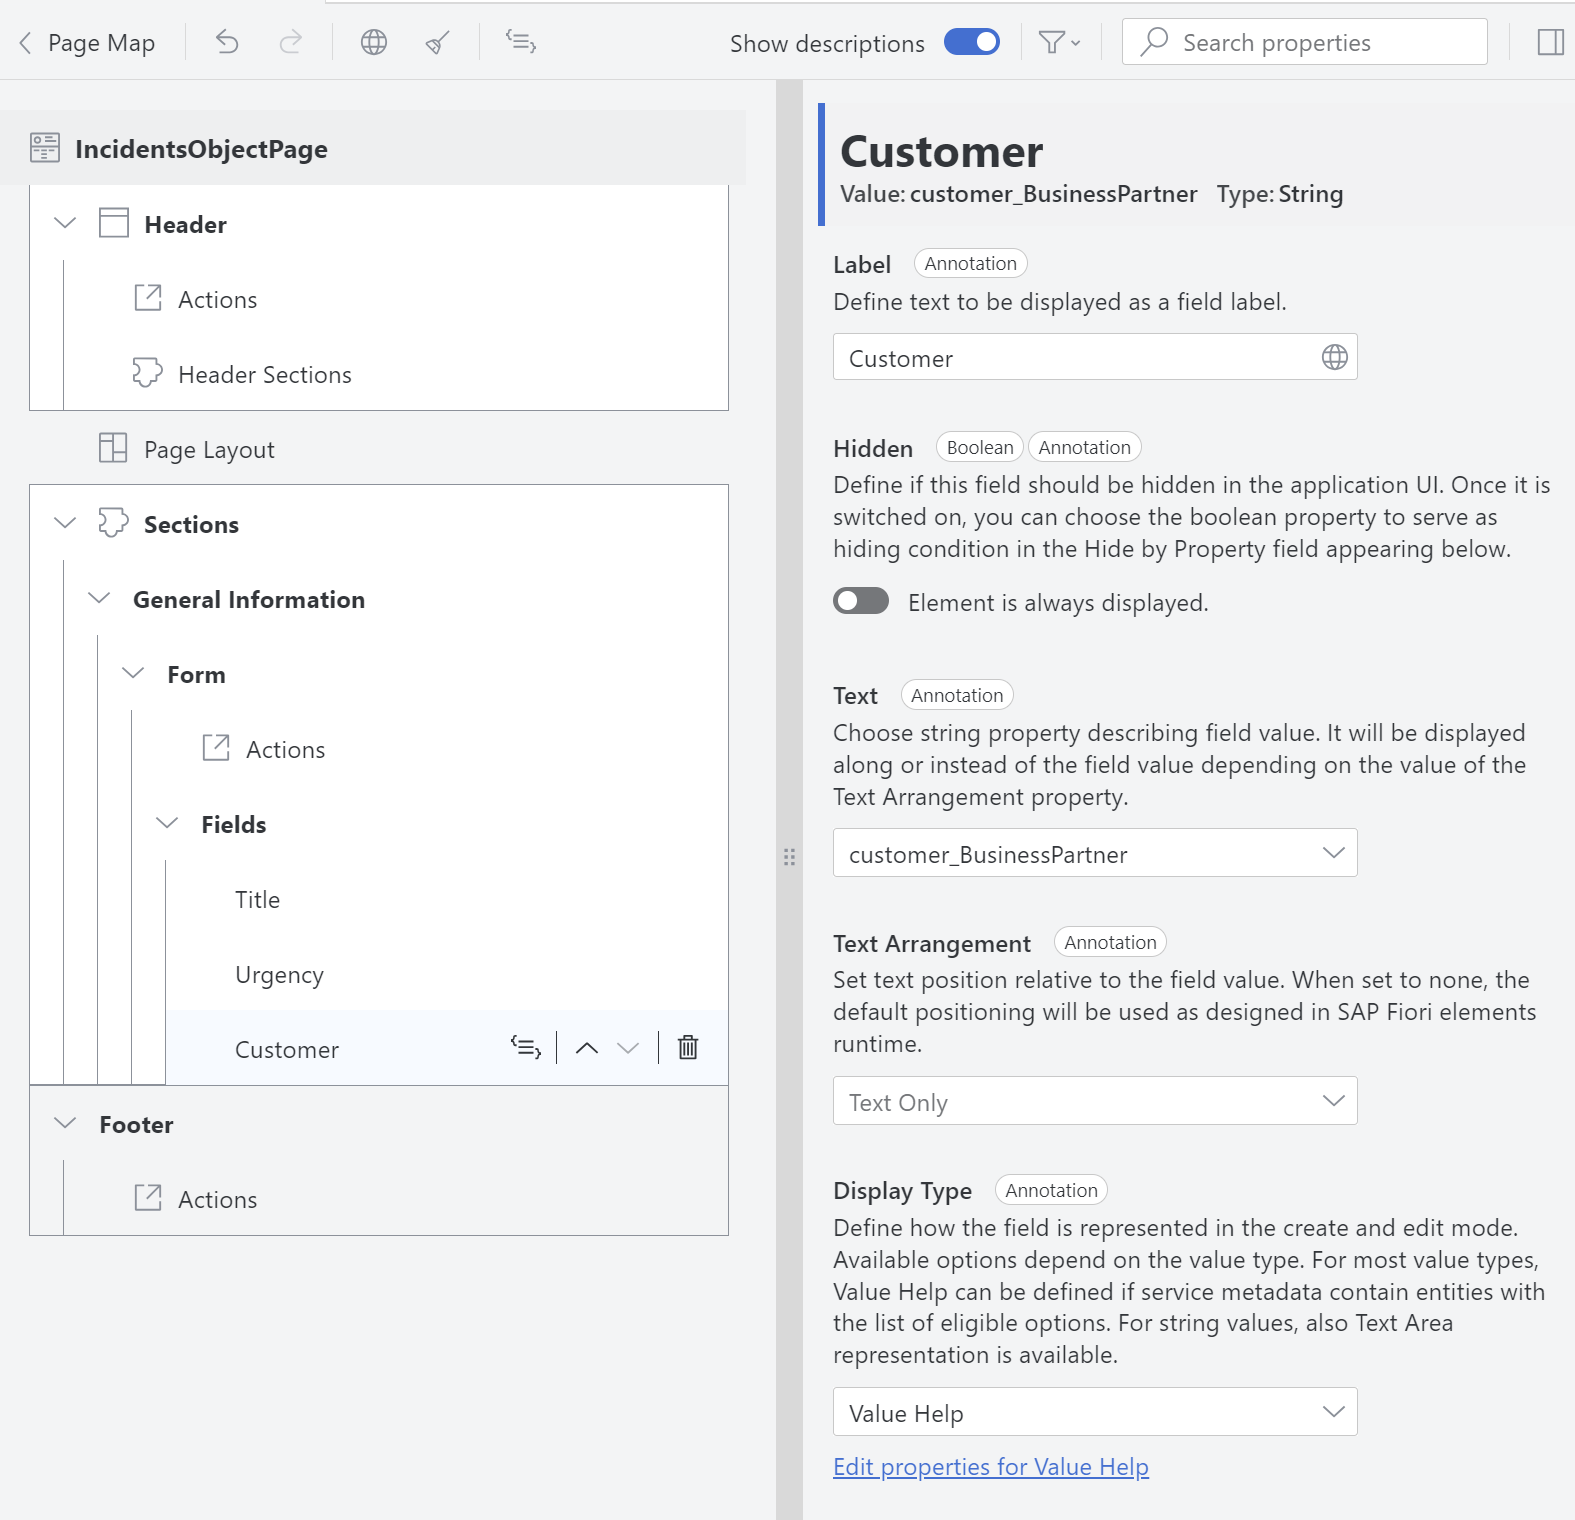 Page Map
Show descriptions
Search properties
IncidentsObjectPage
Header
Actions
Header Sections
Page Layout
Sections
General Information
Form
Actions
Fields
Title
Urgency
Customer
Footer
Actions
Customer
Value: customer_BusinessPartner Type: String
Label Annotation
Define text to be displayed as a field label.
Customer
Hidden Boolean Annotation
Define if this field should be hidden in the application UI. Once it is
switched on, you can choose the boolean property to serve as
hiding condition in the Hide by Property field appearing below.
Element is always displayed.
Text Annotation
Choose string property describing field value. It will be displayed
along or instead of the field value depending on the value of the
Text Arrangement property.
customer_BusinessPartner
Text Arrangement Annotation
Set text position relative to the field value. When set to none, the
default positioning will be used as designed in SAP Fiori elements
runtime.
Text Only
Display Type Annotation
Define how the field is represented in the create and edit mode.
Available options depend on the value type. For most value types,
Value Help can be defined if service metadata contain entities with
the list of eligible options. For string values, also Text Area
representation is available.
Value Help
Edit properties for Value Help